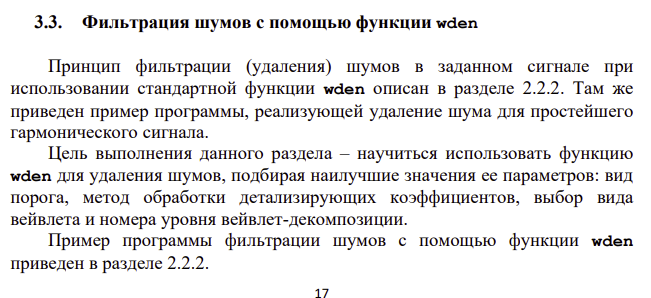 3.3. Фильтрация шумов с помощью функции wden
Принцип фильтрации (удаления) шумов в заданном сигнале при
использовании стандартной функции wden описан в разделе 2.2.2. Там же
приведен пример программы, реализующей удаление шума для простейшего
гармонического сигнала.
Цель выполнения данного раздела – научиться использовать функцию
wden для удаления шумов, подбирая наилучшие значения ее параметров: вид
порога, метод обработки детализирующих коэффициентов, выбор вида
вейвлета и номера уровня вейвлет-декомпозиции.
Пример программы фильтрации шумов с помощью функции wden
приведен в разделе 2.2.2.
17